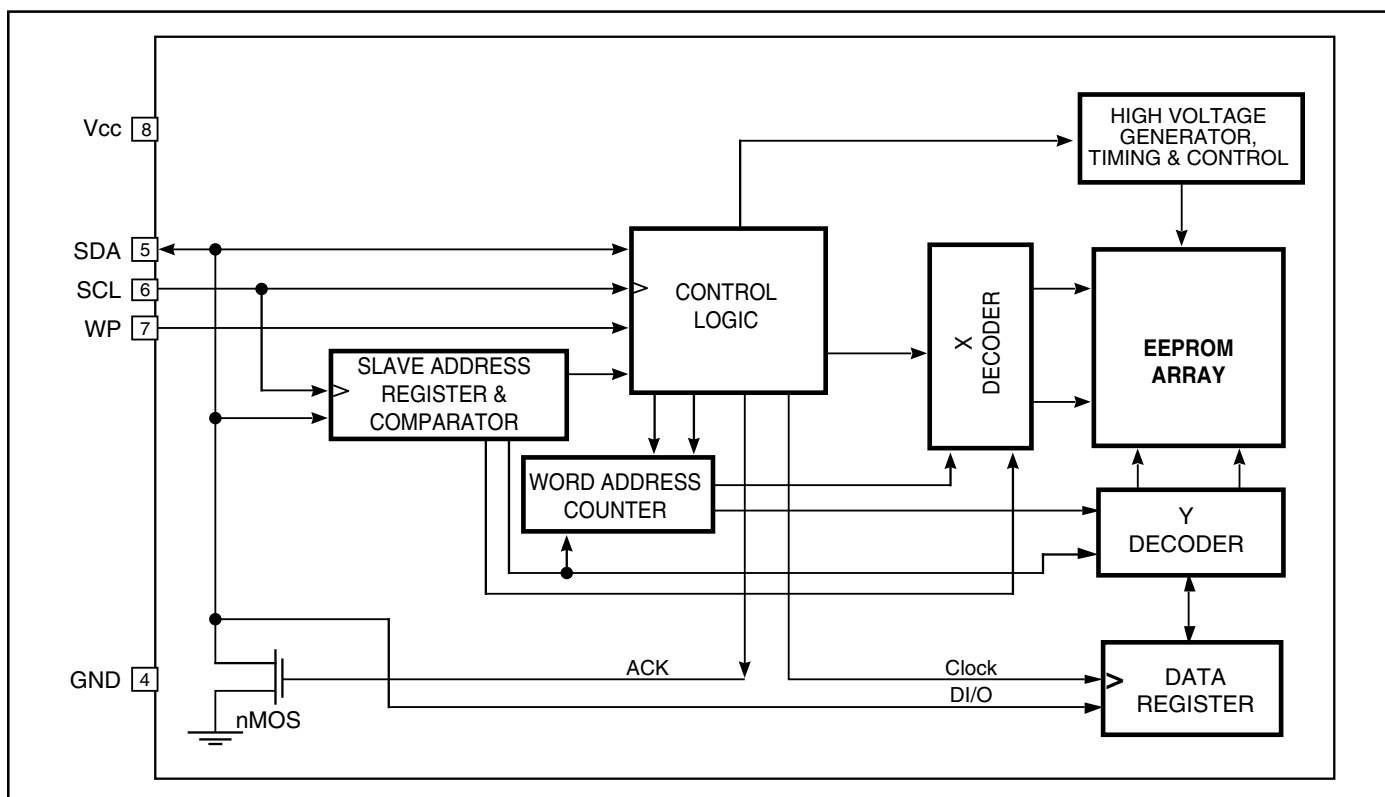 HIGH VOLTAGE
GENERATOR,
TIMING & CONTROL
Vcc 8
SDA 5
SCL 6
WP 7
CONTROL
LOGIC
X
DECODER
EEPROM
ARRAY
SLAVE ADDRESS
REGISTER &
COMPARATOR
WORD ADDRESS
COUNTER
Y
DECODER
GND 4
nMOS
ACK
Clock
DI/O
DATA
REGISTER